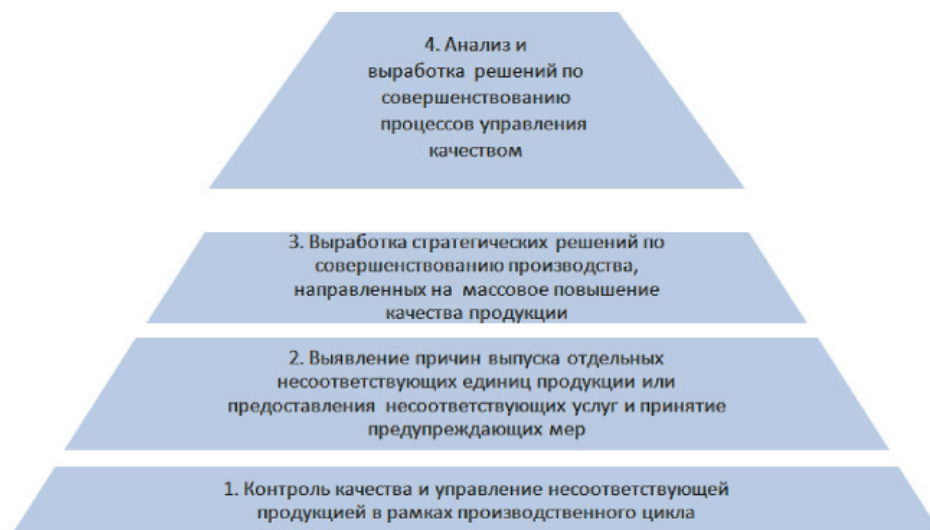 4. Анализ и
выработка решений по
совершенствованию
процессов управления
качеством
3. Выработка стратегических решений по
совершенствованию производства,
направленных на массовое повышение
качества продукции
2. Выявление причин выпуска отдельных
несоответствующих единиц продукции или
предоставления несоответствующих услуг и принятие
предупреждающих мер
1. Контроль качества и управление несоответствующей
продукцией в рамках производственного цикла